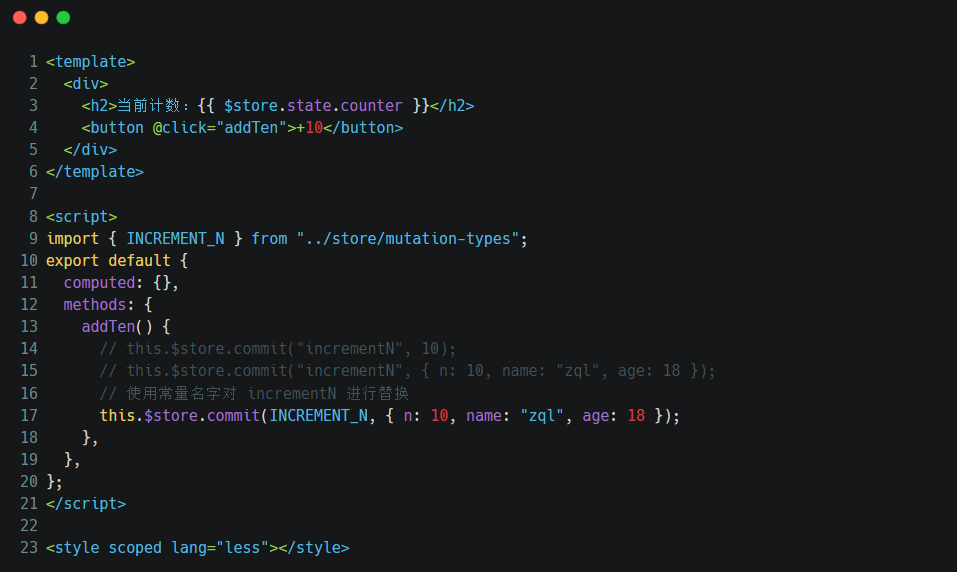 1 <template>
2   <div>
3     <h2>当前计数：{{ $store.state.counter }}</h2>
4     <button @click="addTen">+10</button>
5   </div>
6 </template>
7
8 <script>
9 import { INCREMENT_N } from "../store/mutation-types";
10 export default {
11   computed: {},
12   methods: {
13     addTen() {
14       // this.$store.commit("incrementN", 10);
15       // this.$store.commit("incrementN", { n: 10, name: "zql", age: 18 });
16       // 使用常量名字对 incrementN 进行替换
17       this.$store.commit(INCREMENT_N, { n: 10, name: "zql", age: 18 });
18     },
19   },
20 };
21 </script>
22
23 <style scoped lang="less"></style>